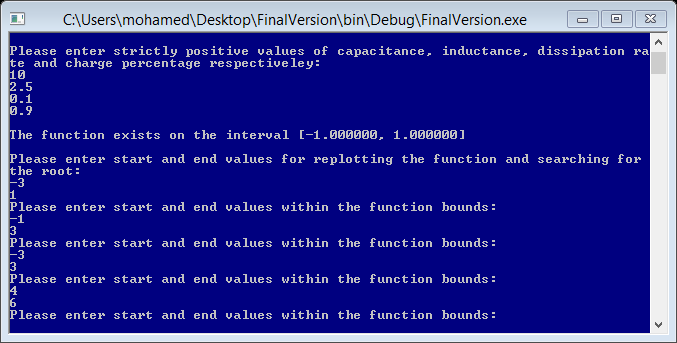 C:\Users\mohamed\Desktop\FinalVersion\bin\Debug\FinalVersion.exe
Please enter strictly positive values of capacitance, inductance, dissipation ra
te and charge percentage respectiveley:
10
2.5
0.1
0.9
The function exists on the interval [-1.000000, 1.000000]
Please enter start and end values for replotting the function and searching for
the root:
-3
1
Please enter start and end values within the function bounds:
-1
3
Please enter start and end values within the function bounds:
-3
3
Please enter start and end values within the function bounds:
4
6
Please enter start and end values within the function bounds: